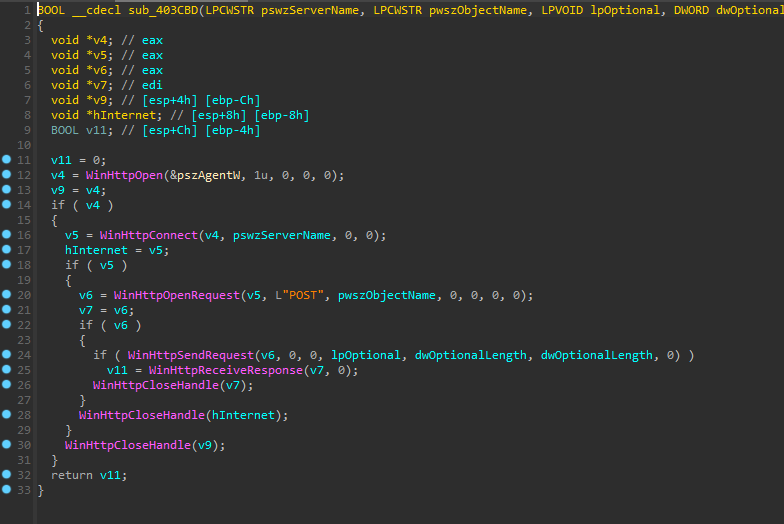 1 BOOL __cdecl sub_403CBD(LPCWSTR pswzServerName, LPCWSTR pwszObjectName, LPVOID lpOptional, DWORD dwOptional
2 {
3 void *v4; // eax
4 void *v5; // eax
5 void *v6; // eax
6 void *v7; // edi
7 void *v9; // [esp+4h] [ebp-Ch]
8 void *hInternet; // [esp+8h] [ebp-8h]
9 BOOL v11; // [esp+Ch] [ebp-4h]
10
11 v11 = 0;
12 v4 = WinHttpOpen(&pszAgentW, 1u, 0, 0, 0);
13 v9 = v4;
14 if ( v4 )
15 {
16 v5 = WinHttpConnect(v4, pswzServerName, 0, 0);
17 hInternet = v5;
18 if ( v5 )
19 {
20 v6 = WinHttpOpenRequest(v5, L"POST", pwszObjectName, 0, 0, 0, 0);
21 v7 = v6;
22 if ( v6 )
23 {
24 if ( WinHttpSendRequest(v6, 0, 0, lpOptional, dwOptionalLength, dwOptionalLength, 0) )
25 v11 = WinHttpReceiveResponse(v7, 0);
26 WinHttpCloseHandle(v7);
27 }
28 WinHttpCloseHandle(hInternet);
29 }
30 WinHttpCloseHandle(v9);
31 }
32 return v11;
33 }